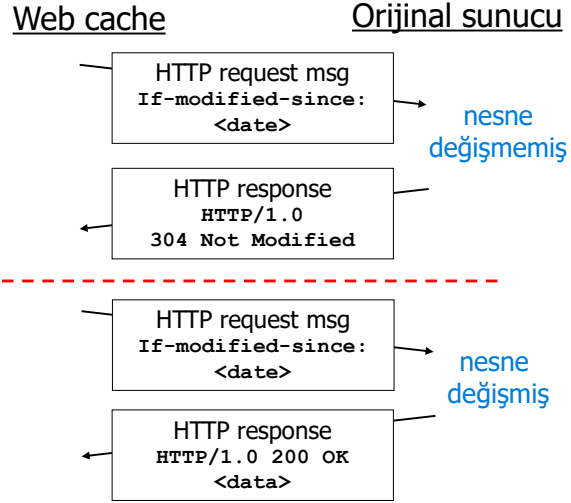 Web cache
Orijinal sunucu
HTTP request msg
If-modified-since:
<date>
nesne
değişmemiş
HTTP response
HTTP/1.0
304 Not Modified
HTTP request msg
If-modified-since:
<date>
nesne
değişmiş
HTTP response
HTTP/1.0 200 OK
<data>